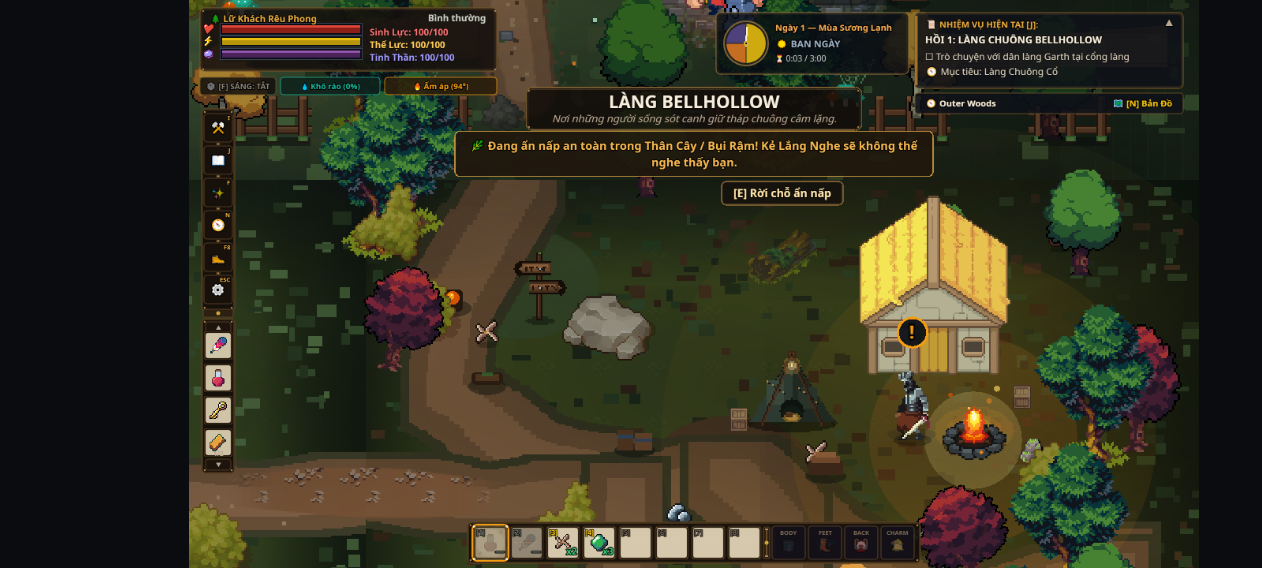 Lữ Khách Rêu Phong
Bình thường
Sinh Lực: 100/100
Thể Lực: 100/100
Tinh Thần: 100/100
[F] SÁNG: TẮT
Khô ráo (0%)
Ấm áp (94°)
Ngày 1 — Mùa Sương Lạnh
BAN NGÀY
0:03 / 3:00
NHIỆM VỤ HIỆN TẠI [J]:
HỒI 1: LÀNG CHUÔNG BELLHOLLOW
☐ Trò chuyện với dân làng Garth tại cổng làng
Mục tiêu: Làng Chuông Cổ
Outer Woods
[N] Bản Đồ
LÀNG BELLHOLLOW
Nơi những người sống sót canh giữ tháp chuông câm lặng.
Đang ẩn nấp an toàn trong Thân Cây / Bụi Rậm! Kẻ Lắng Nghe sẽ không thể
nghe thấy bạn.
[E] Rời chỗ ẩn nấp
I
J
N
F8
ESC
!
x2
x3
BODY
FEET
BACK
CHARM